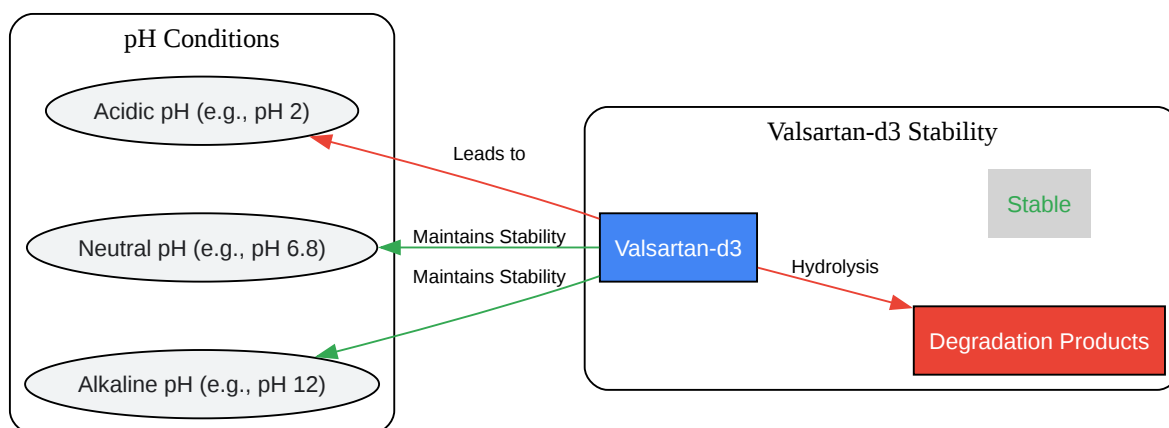 pH Conditions
Acidic pH (e.g., pH 2)
Neutral pH (e.g., pH 6.8)
Alkaline pH (e.g., pH 12)
Leads to
Maintains Stability
Maintains Stability
Valsartan-d3 Stability
Stable
Valsartan-d3
Hydrolysis
Degradation Products